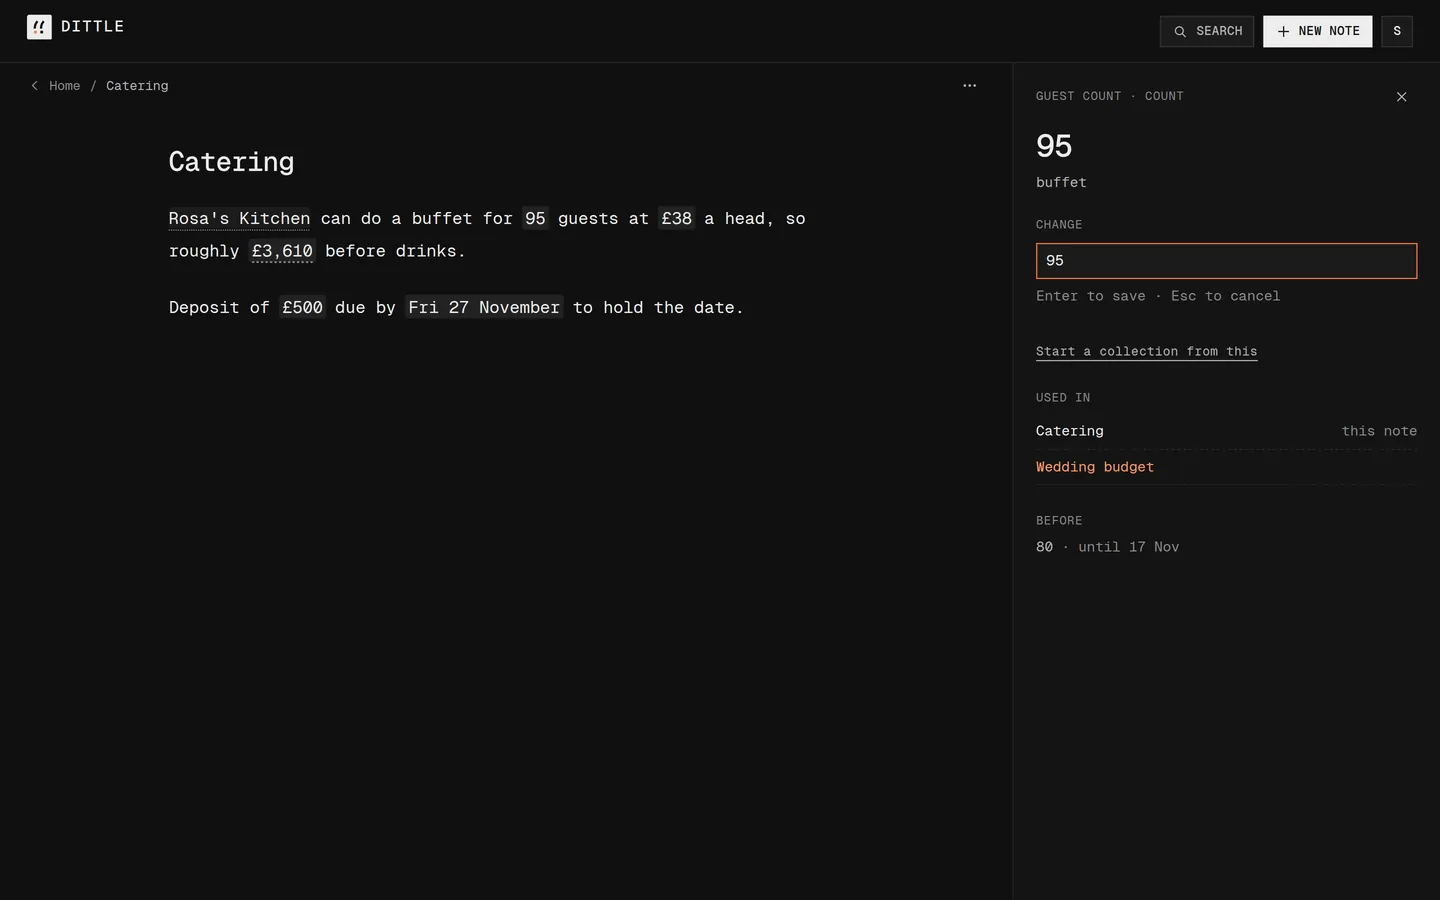 DITTLE
SEARCH
+ NEW NOTE
S
< Home / Catering
...
Catering
Rosa's Kitchen can do a buffet for 95 guests at £38 a head, so
roughly £3,610 before drinks.
Deposit of £500 due by Fri 27 November to hold the date.
GUEST COUNT · COUNT
95
buffet
CHANGE
95
Enter to save · Esc to cancel
Start a collection from this
USED IN
Catering this note
Wedding budget
BEFORE
80 · until 17 Nov